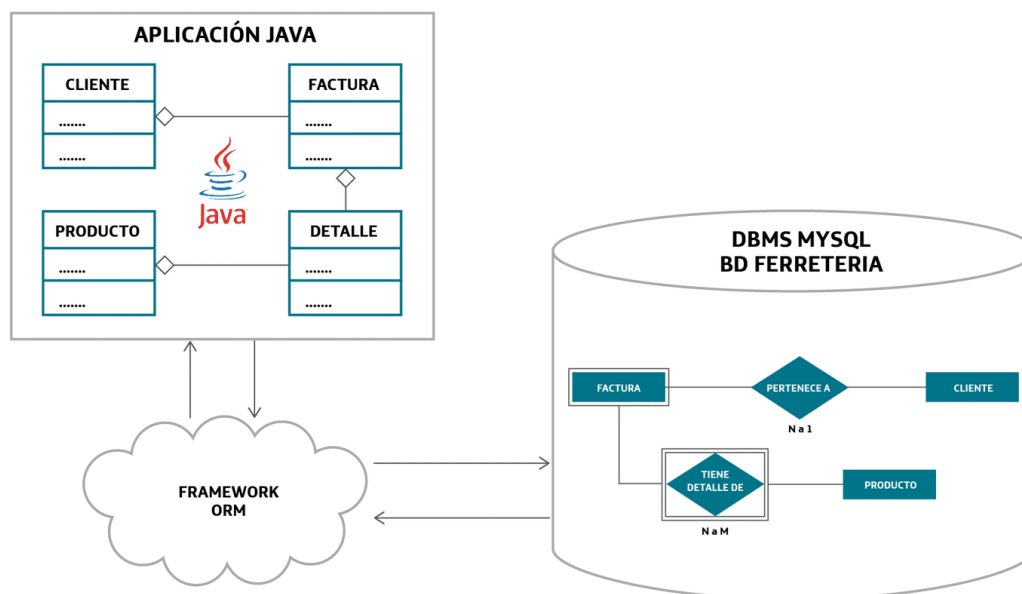 APLICACIÓN JAVA
CLIENTE
.......
.......
FACTURA
.......
.......
Java
PRODUCTO
.......
.......
DETALLE
.......
.......
FRAMEWORK
ORM
DBMS MYSQL
BD FERRETERIA
FACTURA
PERTENECE A
CLIENTE
N a 1
TIENE
DETALLE DE
PRODUCTO
N a M